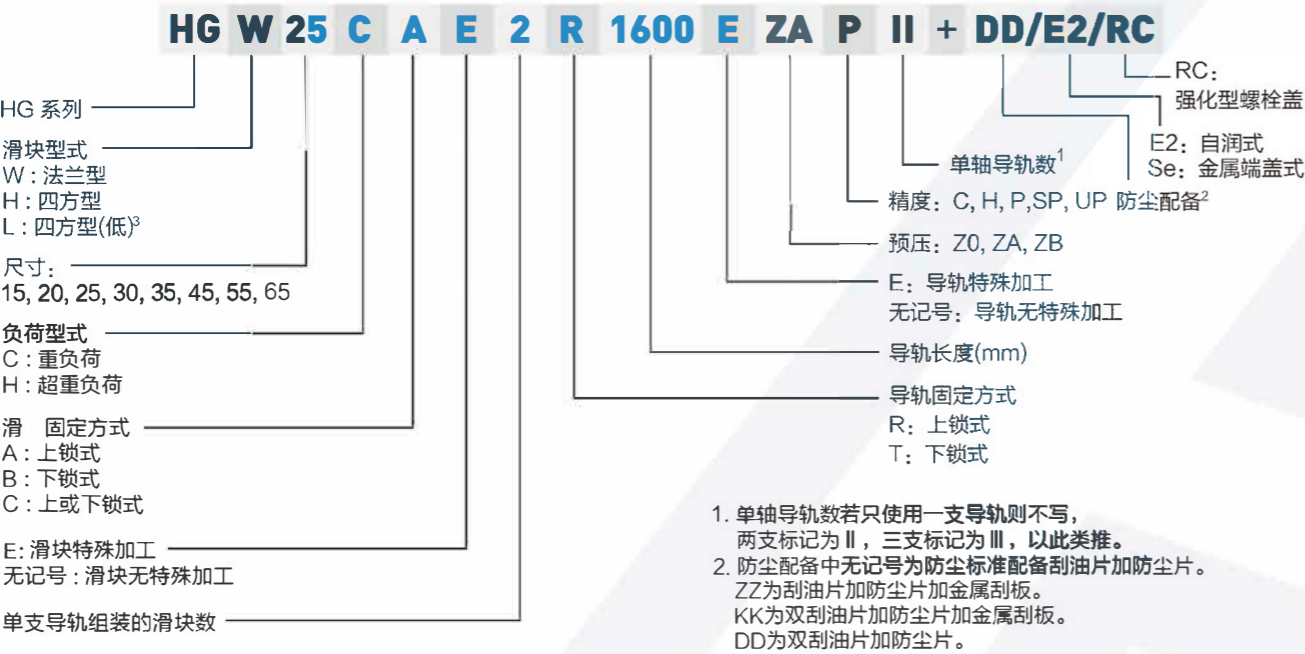 HG W 25 C A E 2 R 1600 E ZA P II + DD/E2/RC
HG 系列
滑块型式
W : 法兰型
H : 四方型
L : 四方型(低)³
尺寸:
15, 20, 25, 30, 35, 45, 55, 65
负荷型式
C : 重负荷
H : 超重负荷
滑 固定方式
A : 上锁式
B : 下锁式
C : 上或下锁式
E: 滑块特殊加工
无记号 : 滑块无特殊加工
单支导轨组装的滑块数
RC:
强化型螺栓盖
E2: 自润式
Se: 金属端盖式
单轴导轨数¹
精度: C, H, P,SP, UP 防尘配备²
预压: Z0, ZA, ZB
E: 导轨特殊加工
无记号: 导轨无特殊加工
导轨长度(mm)
导轨固定方式
R: 上锁式
T: 下锁式
1. 单轴导轨数若只使用一支导轨则不写,
两支标记为 Ⅱ , 三支标记为 Ⅲ , 以此类推。
2. 防尘配备中无记号为防尘标准配备刮油片加防尘片。
ZZ为刮油片加防尘片加金属刮板。
KK为双刮油片加防尘片加金属刮板。
DD为双刮油片加防尘片。